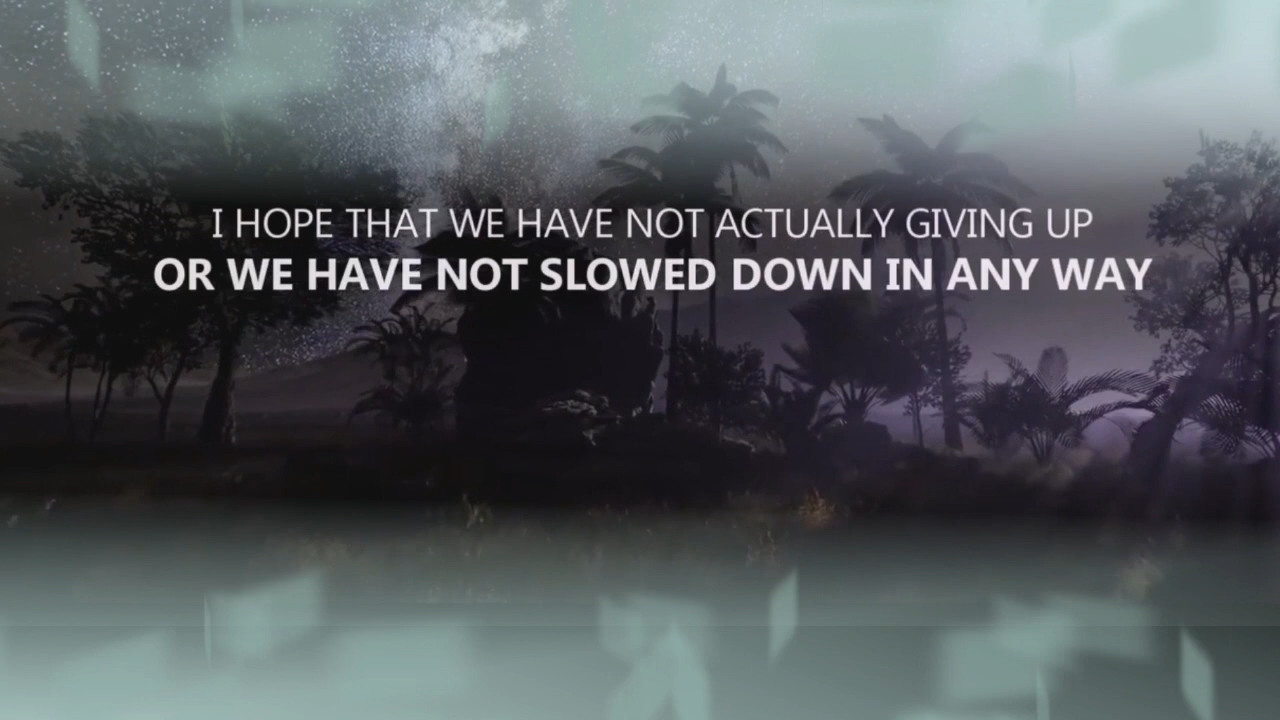 I HOPE THAT WE HAVE NOT ACTUALLY GIVING UP
OR WE HAVE NOT SLOWED DOWN IN ANY WAY